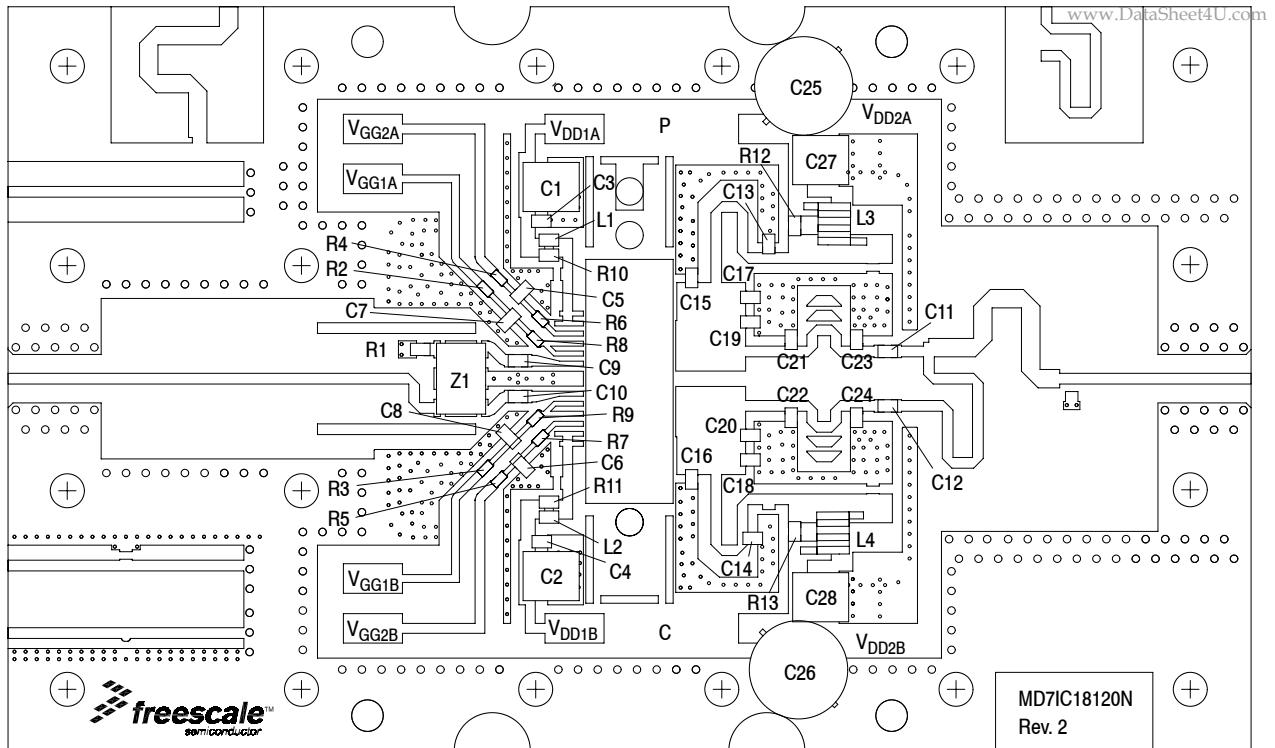 www.DataSheet4U.com
C25
VGG2A
VDD1A
P
VDD2A
R12
C27
VGG1A
C1
C3
C13
L3
L1
R4
R2
R10
C17
C5
C15
C7
R6
C11
R8
C19
R1
C9
C21
C23
Z1
C10
C22
C24
C8
R9
C20
R7
C16
C6
R3
R11
C18
C12
R5
L2
L4
C4
C14
C2
VGG1B
R13
C28
VGG2B
VDD1B
C
VDD2B
C26
freescale™
semiconductor
MD7IC18120N
Rev. 2